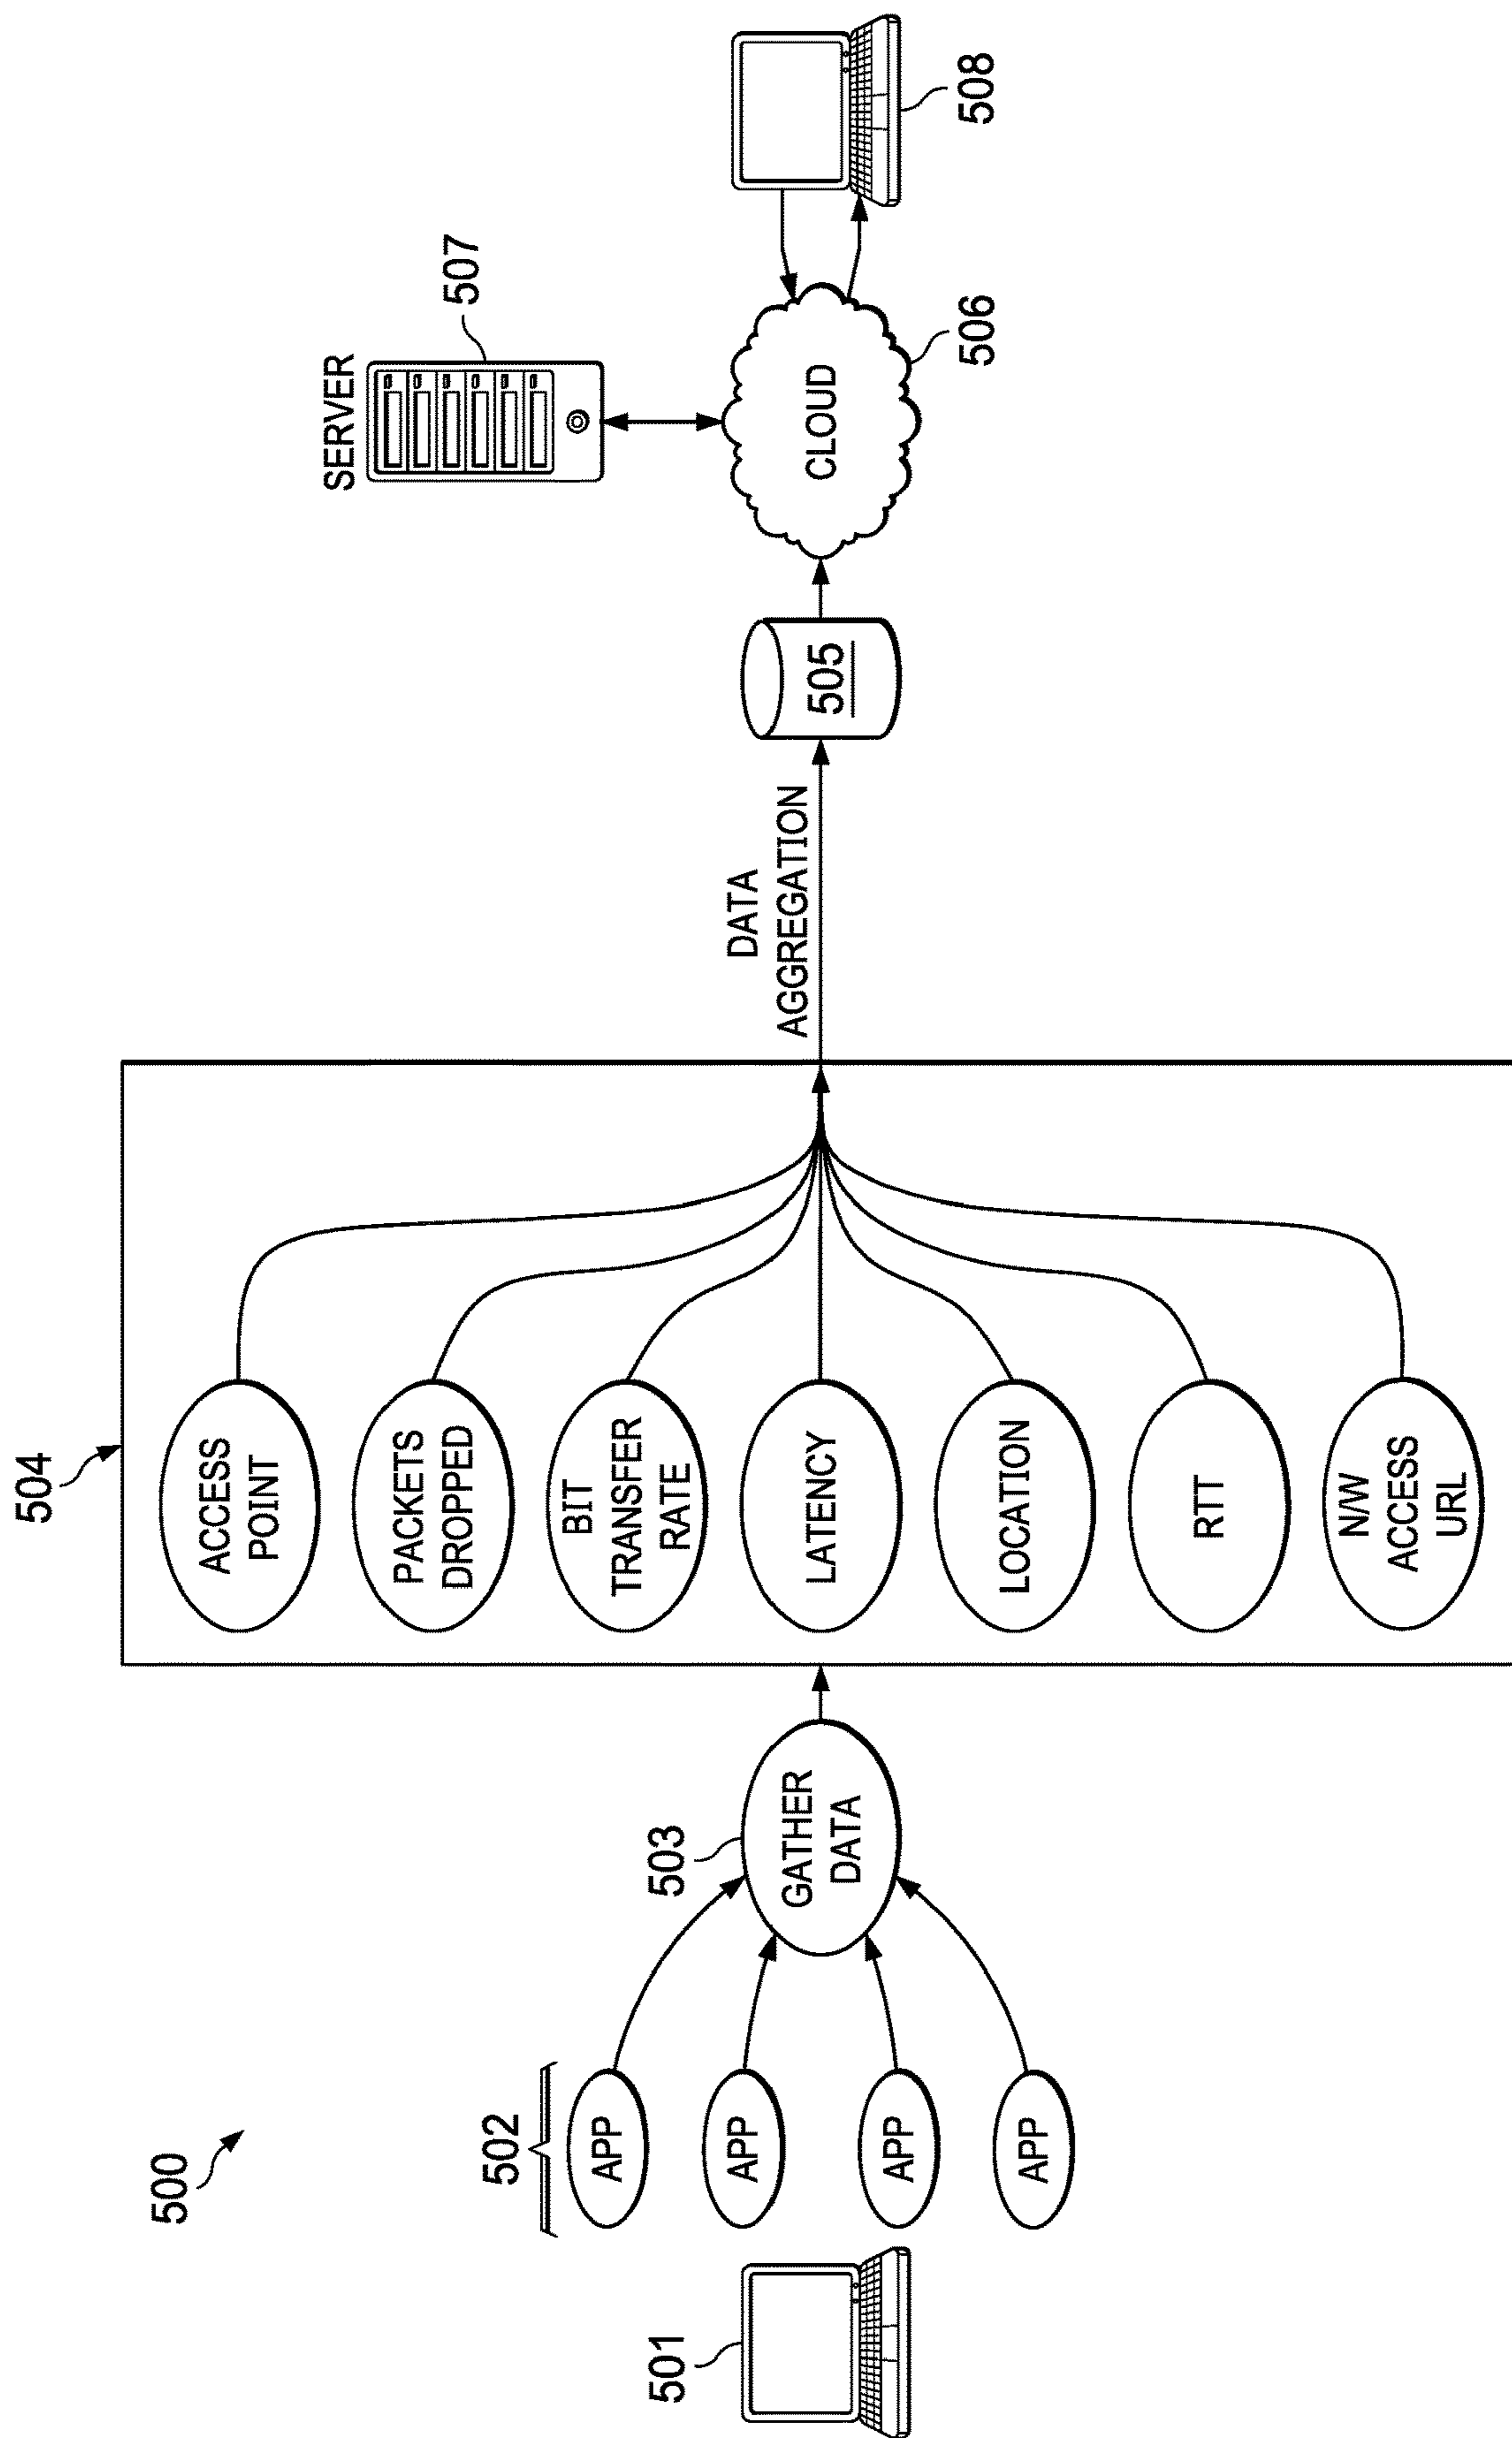 500
501
502
APP
APP
APP
APP
503
GATHER
DATA
504
ACCESS
POINT
PACKETS
DROPPED
BIT
TRANSFER
RATE
LATENCY
LOCATION
RTT
N/W
ACCESS
URL
DATA
AGGREGATION
505
SERVER
507
CLOUD
506
508